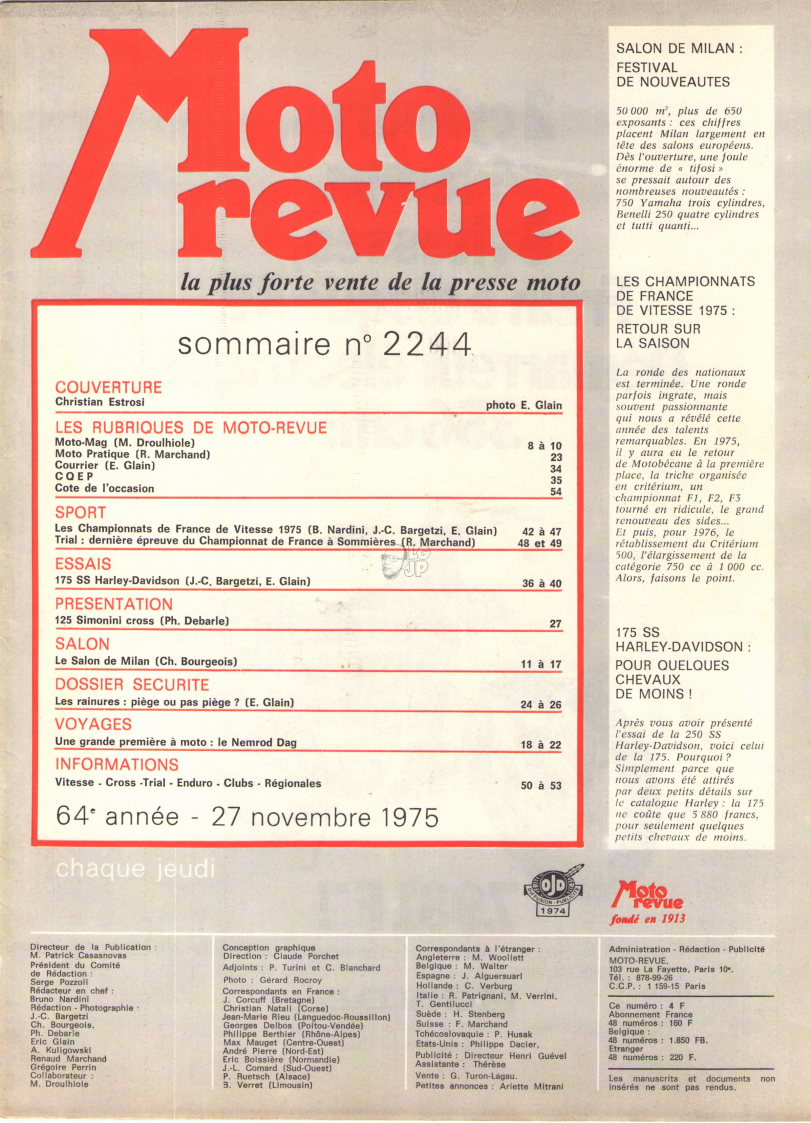 Moto
revue
la plus forte vente de la presse moto
sommaire n° 2244
COUVERTURE
Christian Estrosi photo E. Glain
LES RUBRIQUES DE MOTO-REVUE
Moto-Mag (M. Droulhiole) 8 à 10
Moto Pratique (R. Marchand) 23
Courrier (E. Glain) 34
C Q E P 35
Cote de l'occasion 54
SPORT
Les Championnats de France de Vitesse 1975 (B. Nardini, J.-C. Bargetzi, E. Glain) 42 à 47
Trial : dernière épreuve du Championnat de France à Sommières (R. Marchand) 48 et 49
ESSAIS
175 SS Harley-Davidson (J.-C. Bargetzi, E. Glain) 36 à 40
PRESENTATION
125 Simonini cross (Ph. Debarle) 27
SALON
Le Salon de Milan (Ch. Bourgeois) 11 à 17
DOSSIER SECURITE
Les rainures : piège ou pas piège ? (E. Glain) 24 à 26
VOYAGES
Une grande première à moto : le Nemrod Dag 18 à 22
INFORMATIONS
Vitesse - Cross -Trial - Enduro - Clubs - Régionales 50 à 53
64e année - 27 novembre 1975
LG
JP
chaque jeudi
SALON DE MILAN :
FESTIVAL
DE NOUVEAUTES
50 000 m², plus de 650
exposants : ces chiffres
placent Milan largement en
tête des salons européens.
Dès l'ouverture, une foule
énorme de « tifosi »
se pressait autour des
nombreuses nouveautés :
750 Yamaha trois cylindres,
Benelli 250 quatre cylindres
et tutti quanti...
LES CHAMPIONNATS
DE FRANCE
DE VITESSE 1975 :
RETOUR SUR
LA SAISON
La ronde des nationaux
est terminée. Une ronde
parfois ingrate, mais
souvent passionnante
qui nous a révélé cette
année des talents
remarquables. En 1975,
il y aura eu le retour
de Motobécane à la première
place, la triche organisée
en critérium, un
championnat F1, F2, F3
tourné en ridicule, le grand
renouveau des sides...
Et puis, pour 1976, le
rétablissement du Critérium
500, l'élargissement de la
catégorie 750 cc à 1 000 cc.
Alors, faisons le point.
175 SS
HARLEY-DAVIDSON :
POUR QUELQUES
CHEVAUX
DE MOINS !
Après vous avoir présenté
l'essai de la 250 SS
Harley-Davidson, voici celui
de la 175. Pourquoi ?
Simplement parce que
nous avons été attirés
par deux petits détails sur
le catalogue Harley : la 175
ne coûte que 5 880 francs,
pour seulement quelques
petits chevaux de moins.
OJD
DIFFUSION - PUBLICITE
1974
Moto
revue
fondé en 1913
Directeur de la Publication :
M. Patrick Casasnovas
Président du Comité
de Rédaction :
Serge Pozzoli
Rédacteur en chef :
Bruno Nardini
Rédaction - Photographie :
J.-C. Bargetzi
Ch. Bourgeois,
Ph. Debarle
Eric Glain
A. Kuligowski
Renaud Marchand
Grégoire Perrin
Collaborateur :
M. Droulhiole
Conception graphique
Direction : Claude Porchet
Adjoints : P. Turini et C. Blanchard
Photo : Gérard Rocroy
Correspondants en France :
J. Corcuff (Bretagne)
Christian Natali (Corse)
Jean-Marie Rieu (Languedoc-Roussillon)
Georges Delbos (Poitou-Vendée)
Philippe Berthier (Rhône-Alpes)
Max Mauget (Centre-Ouest)
André Pierre (Nord-Est)
Eric Boissière (Normandie)
J.-L. Comard (Sud-Ouest)
P. Ruetsch (Alsace)
B. Verret (Limousin)
Correspondants à l'étranger :
Angleterre : M. Woollett
Belgique : M. Walter
Espagne : J. Alguersuari
Hollande : C. Verburg
Italie : R. Patrignani, M. Verrini,
T. Gentilucci
Suède : H. Stenberg
Suisse : F. Marchand
Tchécoslovaquie : P. Husak
Etats-Unis : Philippe Dacier,
Publicité : Directeur Henri Guével
Assistante : Thérèse
Vente : G. Turon-Lagau.
Petites annonces : Arlette Mitrani
Administration - Rédaction - Publicité
MOTO-REVUE,
103 rue La Fayette, Paris 10e.
Tél. : 878-99-26
C.C.P. : 1 159-15 Paris
Ce numéro : 4 F
Abonnement France
48 numéros : 160 F
Belgique :
48 numéros : 1.850 FB.
Etranger
48 numéros : 220 F.
Les manuscrits et documents non
insérés ne sont pas rendus.